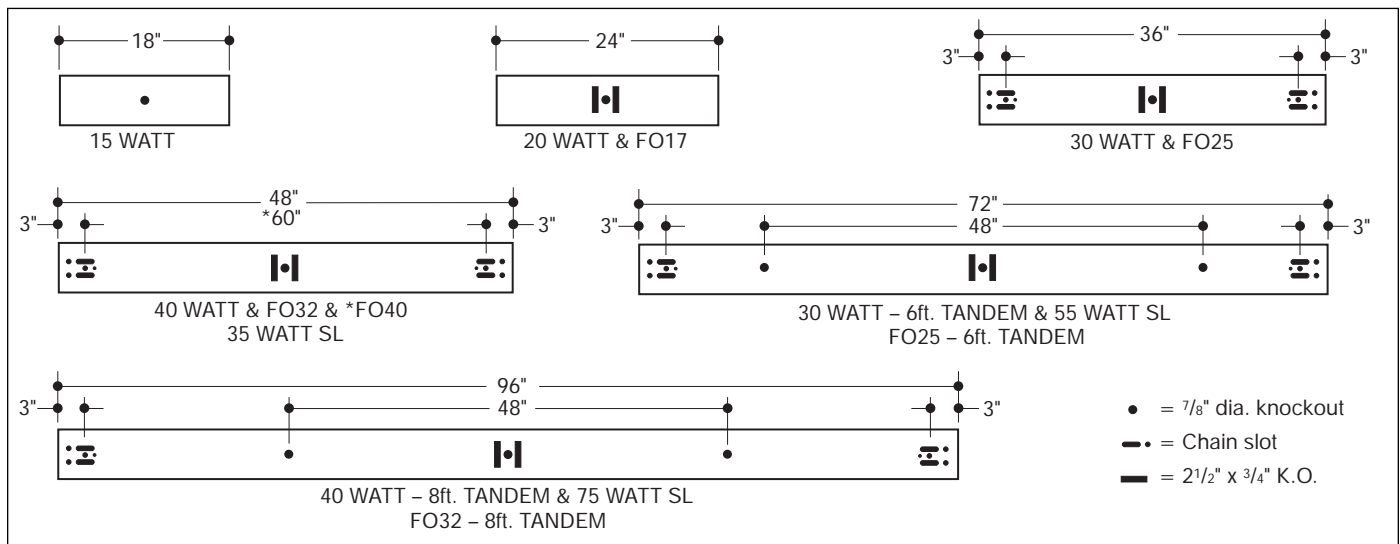 18"
15 WATT
24"
20 WATT & FO17
36"
3"
3"
30 WATT & FO25
48"
*60"
3"
3"
40 WATT & FO32 & *FO40
35 WATT SL
72"
3"
48"
3"
30 WATT – 6ft. TANDEM & 55 WATT SL
FO25 – 6ft. TANDEM
96"
3"
48"
3"
40 WATT – 8ft. TANDEM & 75 WATT SL
FO32 – 8ft. TANDEM
= 7/8" dia. knockout
= Chain slot
= 21/2" x 3/4" K.O.